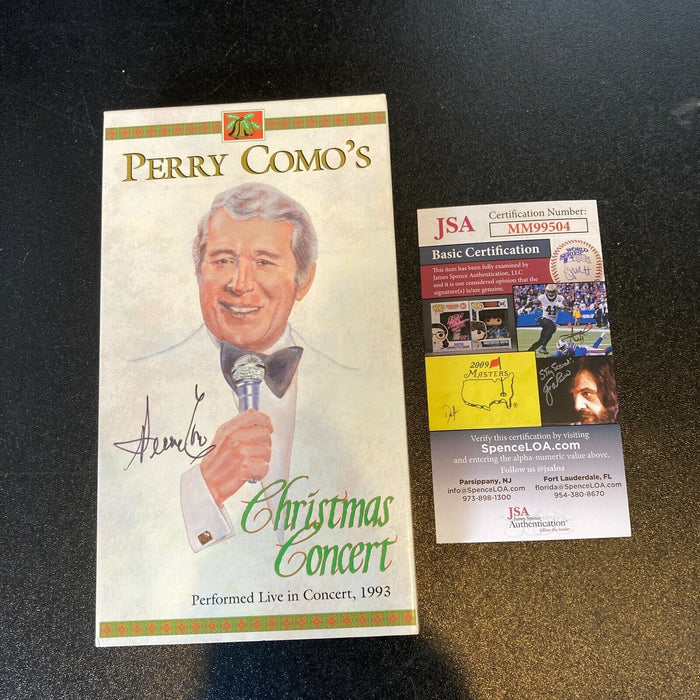 PERRY COMO'S
Christmas
Concert
Performed Live in Concert, 1993
JSA
Certification Number:
MM99504
Basic Certification
This item has been fully examined by
James Spence Authentication, LLC
and it is our considered opinion that the
signature(s) is/are genuine.
WORLD
SERIES
2009
MASTERS
Verify this certification by visiting
SpenceLOA.com
and entering the alpha-numeric value above.
Follow us @jsaloa
Parsippany, NJ
info@SpenceLOA.com
973-898-1300
Fort Lauderdale, FL
florida@SpenceLOA.com
954-380-8670
JSA
James Spence
Authentication